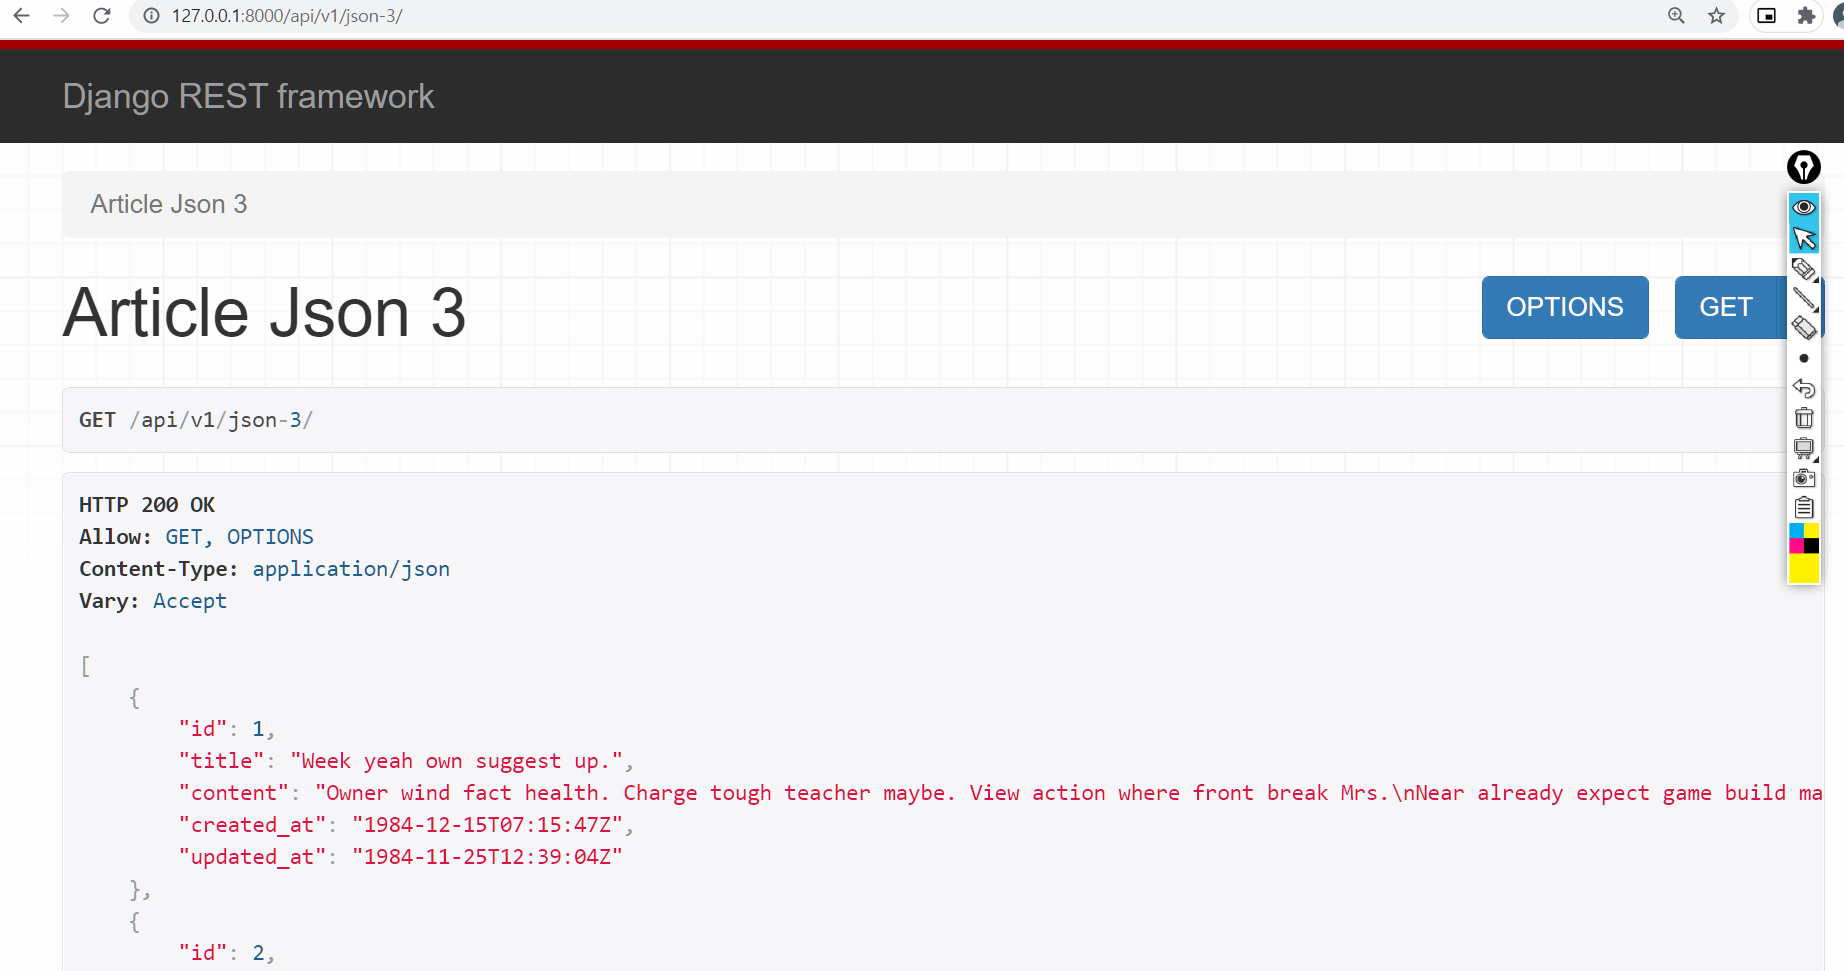 127.0.0.1:8000/api/v1/json-3/
Django REST framework
Article Json 3
Article Json 3
OPTIONS
GET
GET /api/v1/json-3/
HTTP 200 OK
Allow: GET, OPTIONS
Content-Type: application/json
Vary: Accept
[
    {
        "id": 1,
        "title": "Week yeah own suggest up.",
        "content": "Owner wind fact health. Charge tough teacher maybe. View action where front break Mrs.\nNear already expect game build ma
        "created_at": "1984-12-15T07:15:47Z",
        "updated_at": "1984-11-25T12:39:04Z"
    },
    {
        "id": 2,